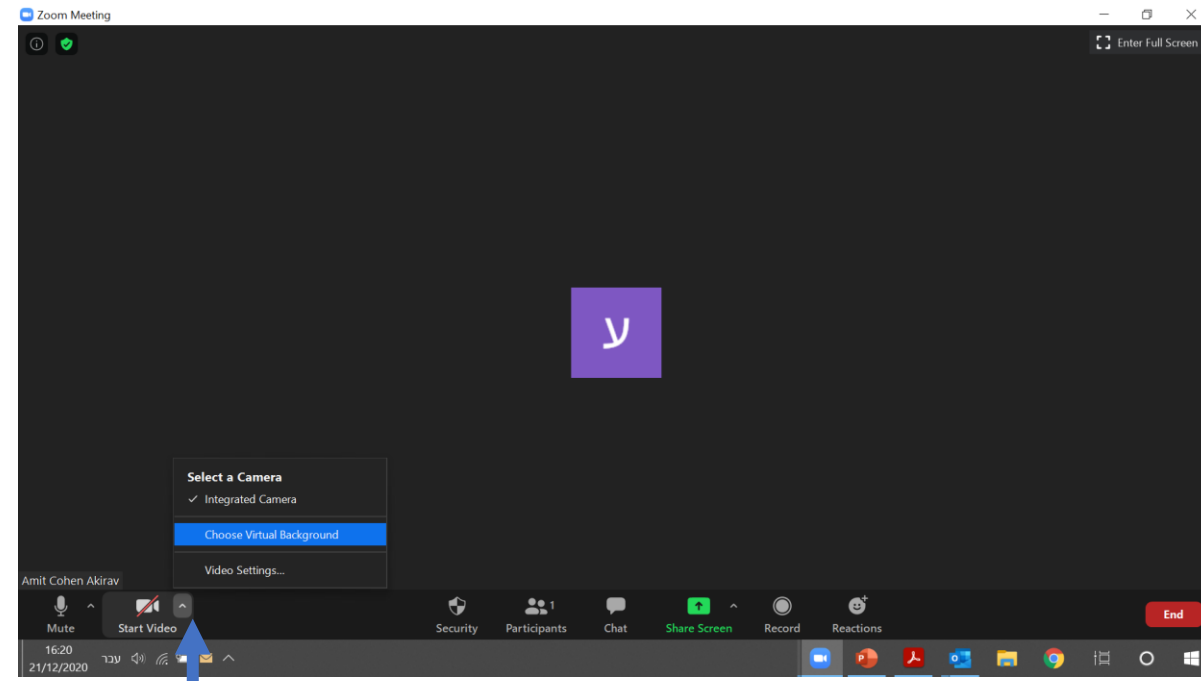 Zoom Meeting
Enter Full Screen
ע
Select a Camera
Integrated Camera
Choose Virtual Background
Video Settings...
Amit Cohen Akirav
Mute
Start Video
Security
1
Participants
Chat
Share Screen
Record
Reactions
End
16:20
21/12/2020
עבר